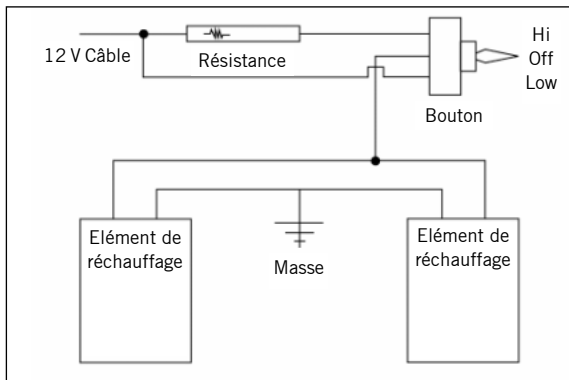 12 V Câble
Résistance
Hi
Off
Low
Bouton
Elément de
réchauffage
Masse
Elément de
réchauffage